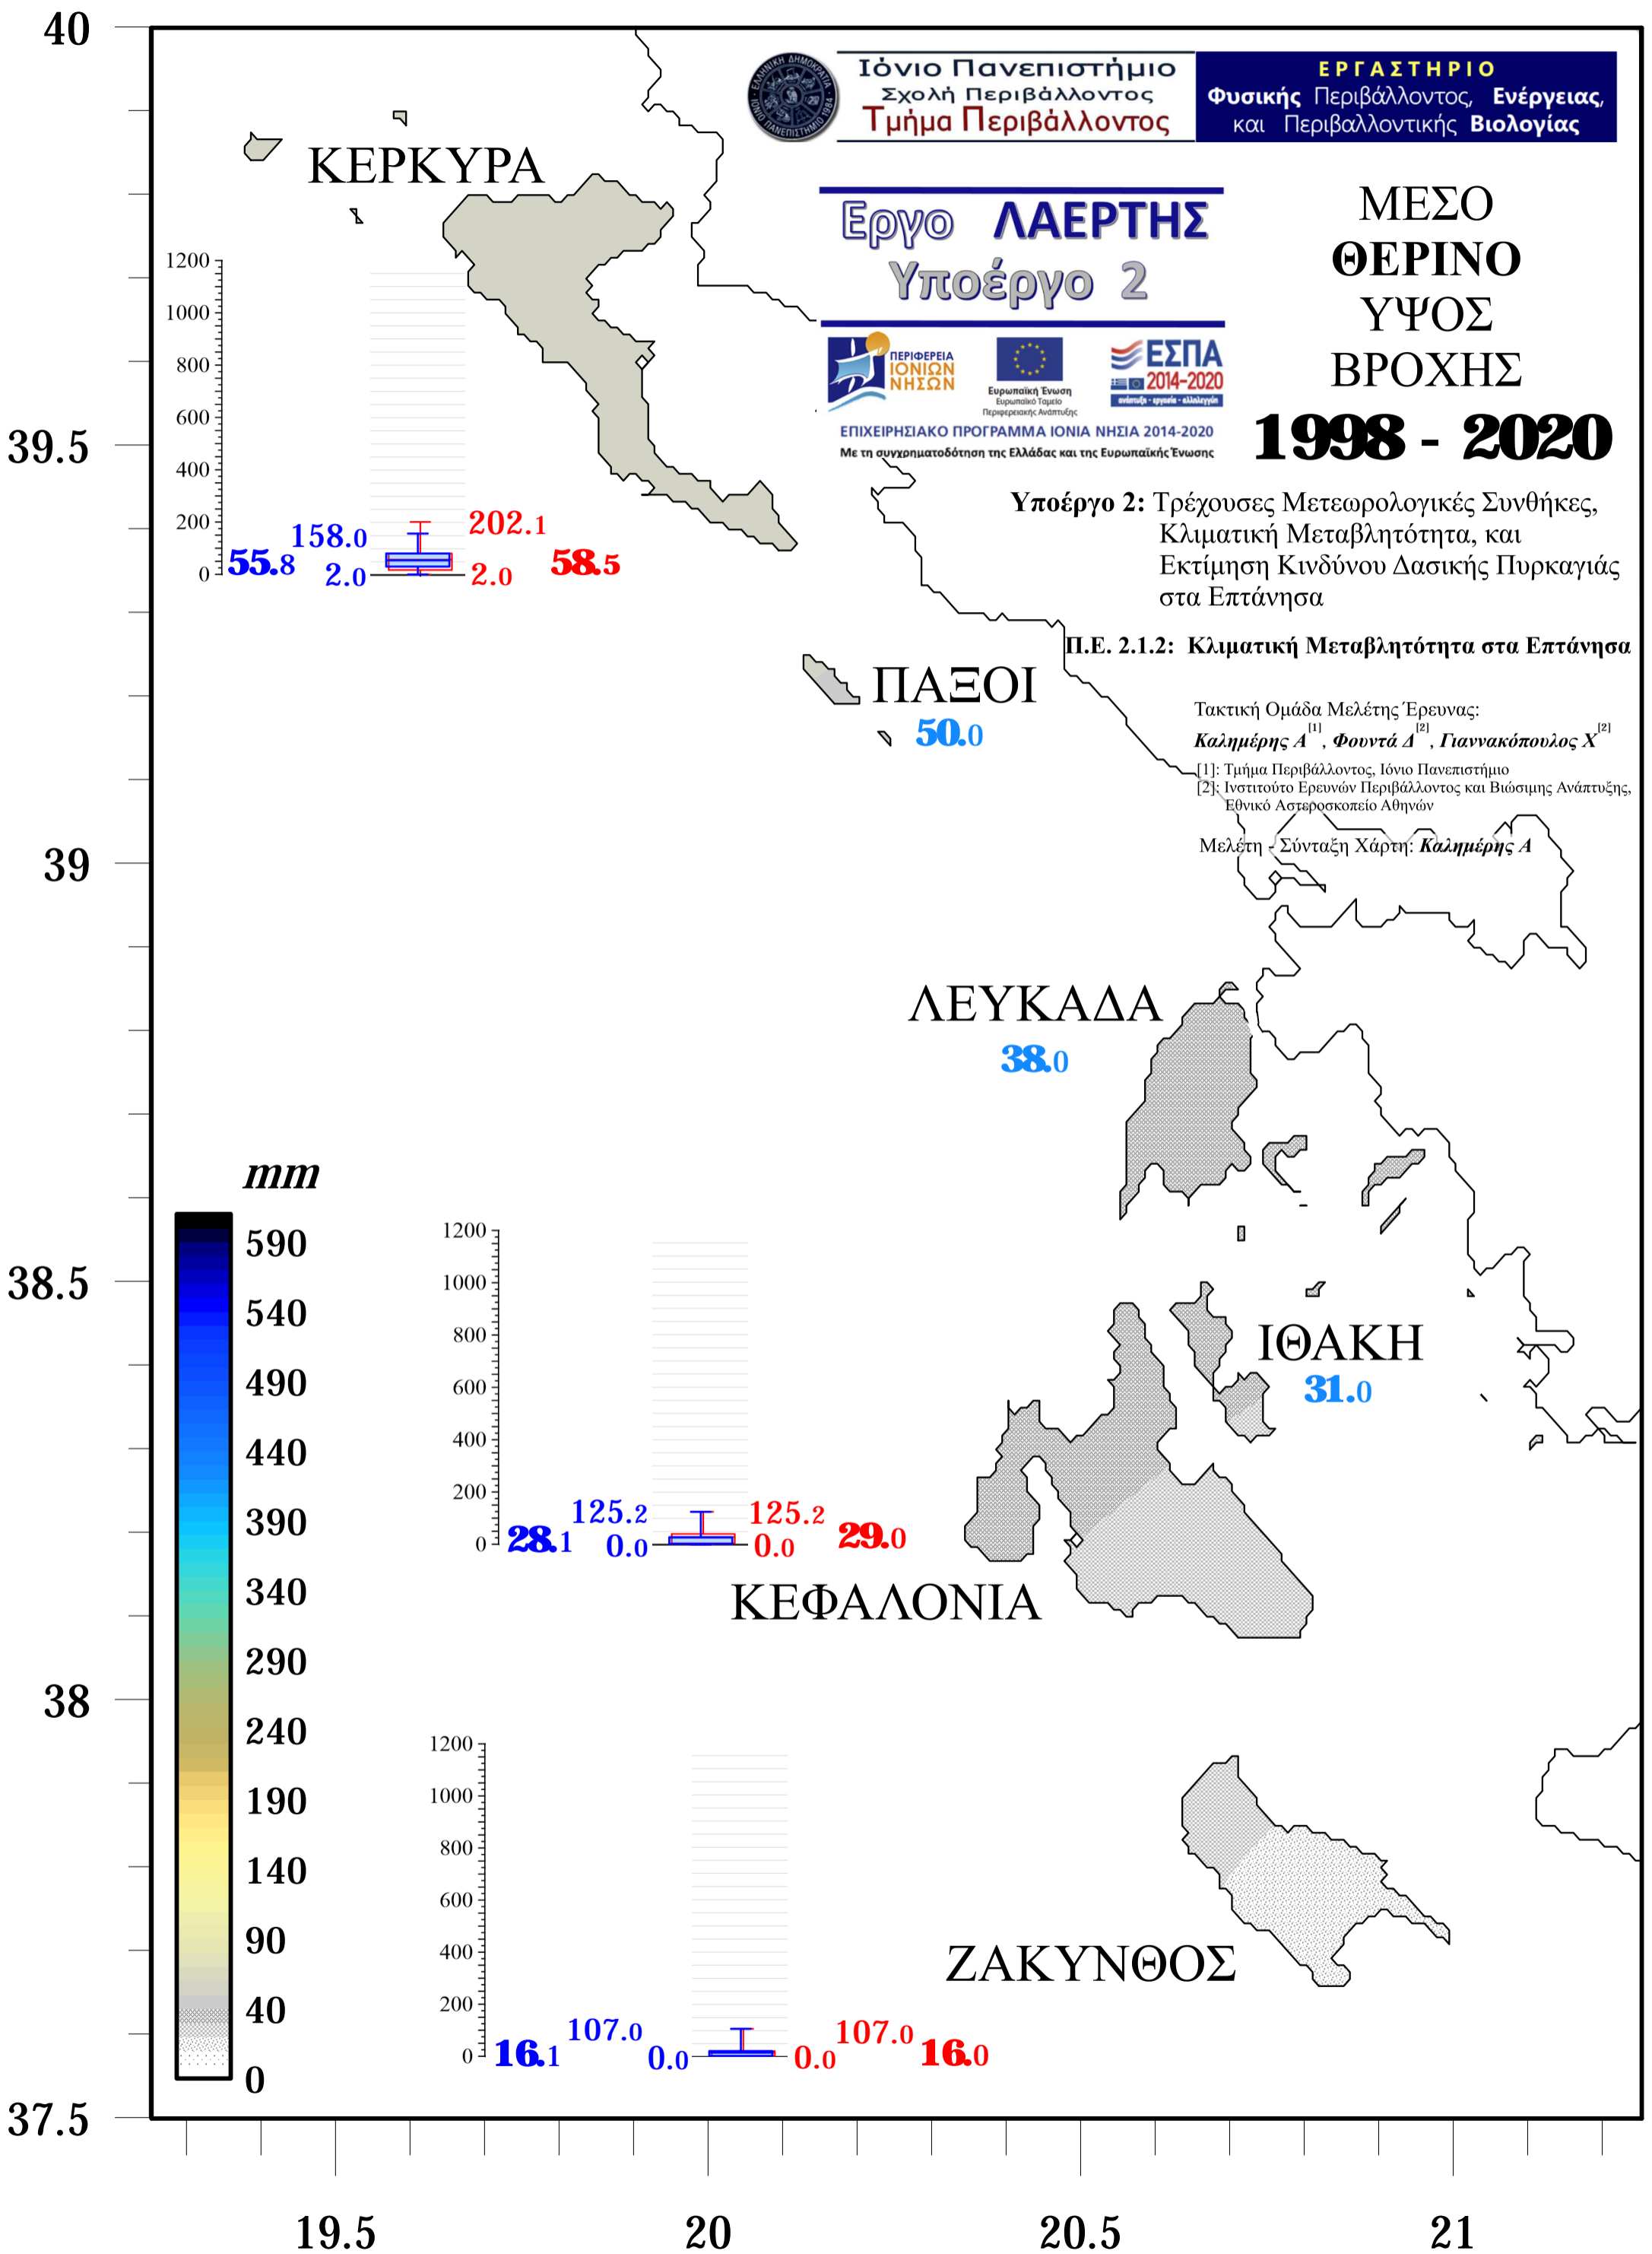 40
Ιόνιο Πανεπιστήμιο
Σχολή Περιβάλλοντος
Τμήμα Περιβάλλοντος
ΕΡΓΑΣΤΗΡΙΟ
Φυσικής Περιβάλλοντος, Ενέργειας,
και Περιβαλλοντικής Βιολογίας
ΚΕΡΚΥΡΑ
Εργο ΛΑΕΡΤΗΣ
Υποέργο 2
ΜΕΣΟ
ΘΕΡΙΝΟ
ΥΨΟΣ
ΒΡΟΧΗΣ
1998 - 2020
ΠΕΡΙΦΕΡΕΙΑ
ΙΟΝΙΩΝ
ΝΗΣΩΝ
Ευρωπαϊκή Ένωση
Ευρωπαϊκό Ταμείο
Περιφερειακής Ανάπτυξης
ΕΣΠΑ
2014-2020
ανάπτυξη - εργασία - αλληλεγγύη
ΕΠΙΧΕΙΡΗΣΙΑΚΟ ΠΡΟΓΡΑΜΜΑ ΙΟΝΙΑ ΝΗΣΙΑ 2014-2020
Με τη συγχρηματοδότηση της Ελλάδας και της Ευρωπαϊκής Ένωσης
1200
1000
800
600
400
200
0
39.5
158.0
202.1
55.8
2.0
2.0
58.5
Υποέργο 2: Τρέχουσες Μετεωρολογικές Συνθήκες,
Κλιματική Μεταβλητότητα, και
Εκτίμηση Κινδύνου Δασικής Πυρκαγιάς
στα Επτάνησα
Π.Ε. 2.1.2: Κλιματική Μεταβλητότητα στα Επτάνησα
ΠΑΞΟΙ
50.0
Τακτική Ομάδα Μελέτης Έρευνας:
Καλημέρης Α[1], Φουντά Δ[2], Γιαννακόπουλος Χ[2]
[1]: Τμήμα Περιβάλλοντος, Ιόνιο Πανεπιστήμιο
[2]: Ινστιτούτο Ερευνών Περιβάλλοντος και Βιώσιμης Ανάπτυξης,
Εθνικό Αστεροσκοπείο Αθηνών
Μελέτη - Σύνταξη Χάρτη: Καλημέρης Α
39
ΛΕΥΚΑΔΑ
38.0
mm
590
540
490
440
390
340
290
240
190
140
90
40
0
38.5
1200
1000
800
600
400
200
0
ΙΘΑΚΗ
31.0
125.2
125.2
28.1
0.0
0.0
29.0
ΚΕΦΑΛΟΝΙΑ
38
1200
1000
800
600
400
200
0
ΖΑΚΥΝΘΟΣ
107.0
107.0
16.1
0.0
0.0
16.0
37.5
19.5
20
20.5
21